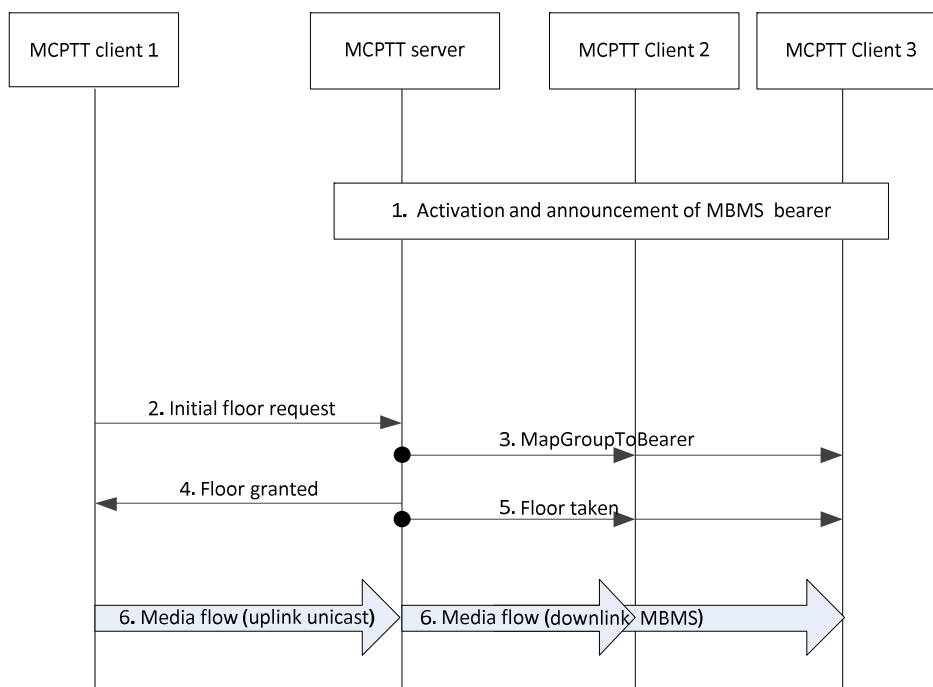 MCPTT client 1
MCPTT server
MCPTT Client 2
MCPTT Client 3
1. Activation and announcement of MBMS bearer
2. Initial floor request
3. MapGroupToBearer
4. Floor granted
5. Floor taken
6. Media flow (uplink unicast)
6. Media flow (downlink MBMS)